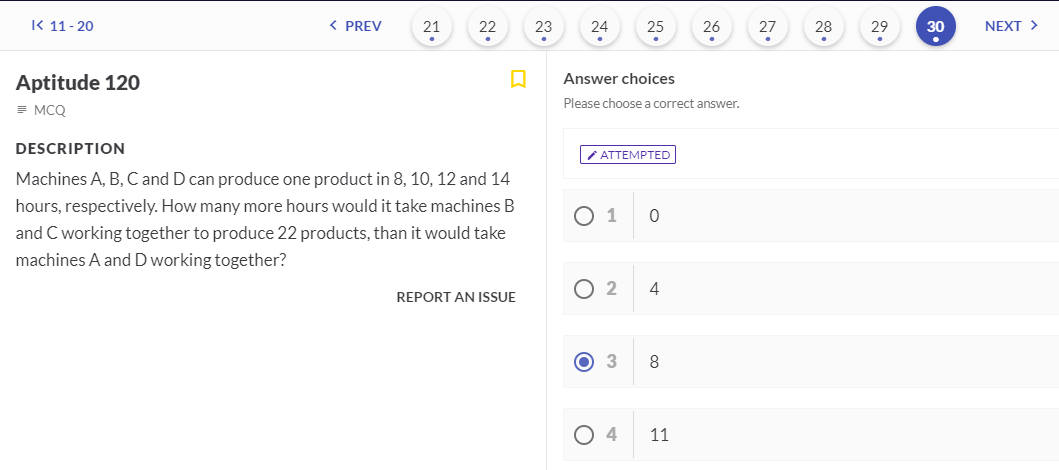 11 - 20
PREV
21
22
23
24
25
26
27
28
29
30
NEXT
Aptitude 120
MCQ
DESCRIPTION
Machines A, B, C and D can produce one product in 8, 10, 12 and 14
hours, respectively. How many more hours would it take machines B
and C working together to produce 22 products, than it would take
machines A and D working together?
REPORT AN ISSUE
Answer choices
Please choose a correct answer.
ATTEMPTED
1 0
2 4
3 8
4 11